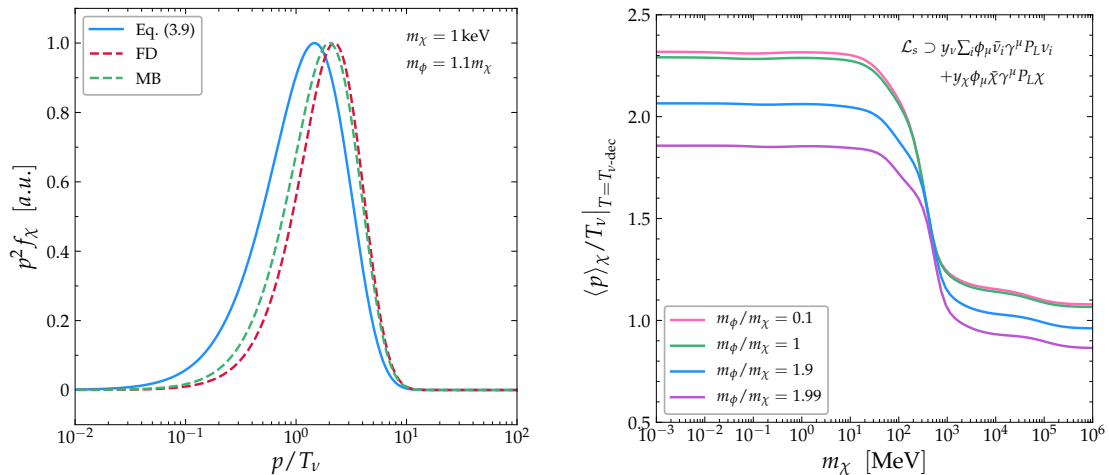 Eq. (3.9)
FD
MB
m_χ = 1 keV
m_ϕ = 1.1m_χ
p²f_χ [a.u.]
1.0
0.8
0.6
0.4
0.2
0
10⁻² 10⁻¹ 10⁰ 10¹ 10²
p/T_ν
ℒ_s ⊃ y_ν ∑_i ϕ_μ ν̄_i γ^μ P_L ν_i
+y_χ ϕ_μ χ̄ γ^μ P_L χ
⟨p⟩_χ/T_ν|_{T=T_{ν-dec}}
2.5
2.0
1.5
1.0
0.5
m_ϕ/m_χ = 0.1
m_ϕ/m_χ = 1
m_ϕ/m_χ = 1.9
m_ϕ/m_χ = 1.99
10⁻³ 10⁻² 10⁻¹ 10⁰ 10¹ 10² 10³ 10⁴ 10⁵ 10⁶
m_χ [MeV]